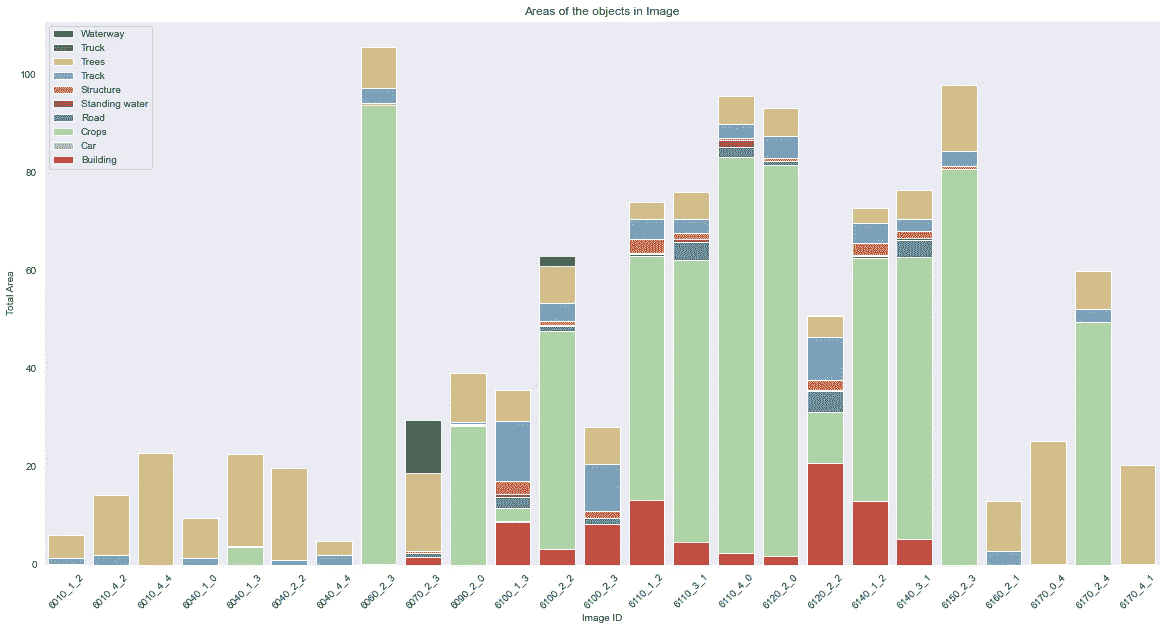 Areas of the objects in Image
Waterway
Truck
Trees
Track
Structure
Standing water
Road
Crops
Car
Building
Total Area
100
80
60
40
20
0
6010_1_2
6010_4_2
6010_4_4
6040_1_0
6040_1_3
6040_2_2
6040_4_4
6060_2_3
6070_2_3
6090_2_0
6100_1_3
6100_2_2
6100_2_3
6110_1_2
6110_3_1
6110_4_0
6120_2_0
6120_2_2
6140_1_2
6140_3_1
6150_2_3
6160_2_1
6170_0_4
6170_2_4
6170_4_1
Image ID